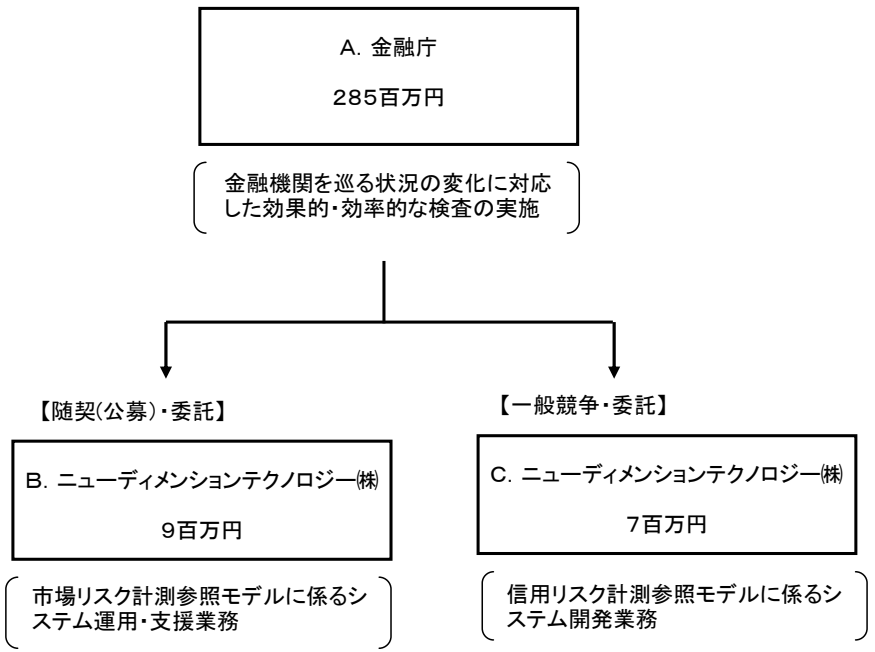 A. 金融庁
285百万円
金融機関を巡る状況の変化に対応
した効果的・効率的な検査の実施
【随契(公募)・委託】
B. ニューディメンションテクノロジー㈱
9百万円
市場リスク計測参照モデルに係るシ
ステム運用・支援業務
【一般競争・委託】
C. ニューディメンションテクノロジー㈱
7百万円
信用リスク計測参照モデルに係るシ
ステム開発業務